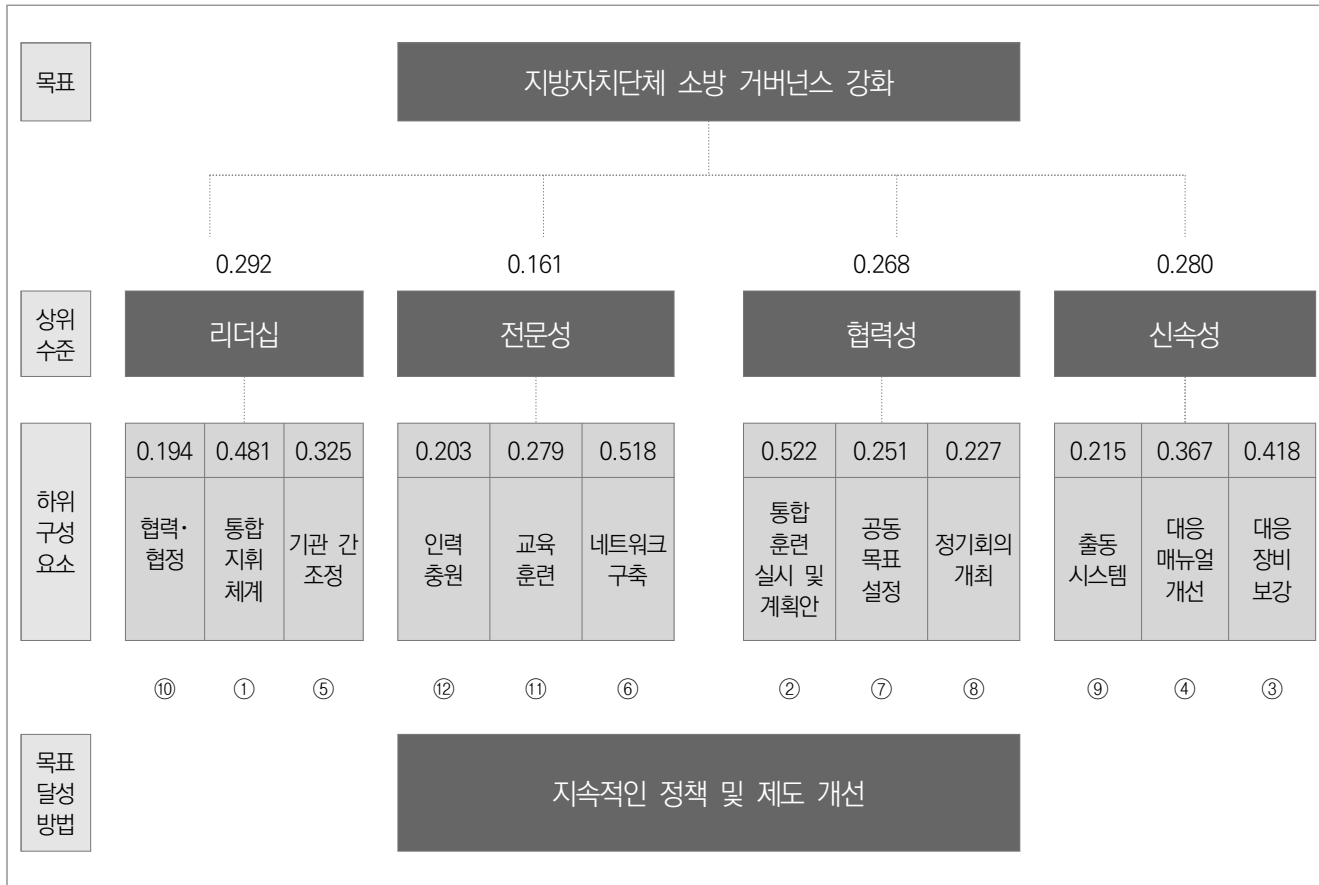 목표
지방자치단체 소방 거버넌스 강화
0.292
0.161
0.268
0.280
상위
수준
리더십
전문성
협력성
신속성
하위
구성
요소
0.194
0.481
0.325
협력·
협정
통합
지휘
체계
기관 간
조정
0.203
0.279
0.518
인력
충원
교육
훈련
네트워크
구축
0.522
0.251
0.227
통합
훈련
실시 및
계획안
공동
목표
설정
정기회의
개최
0.215
0.367
0.418
출동
시스템
대응
매뉴얼
개선
대응
장비
보강
⑩
①
⑤
⑫
⑪
⑥
②
⑦
⑧
⑨
④
③
목표
달성
방법
지속적인 정책 및 제도 개선